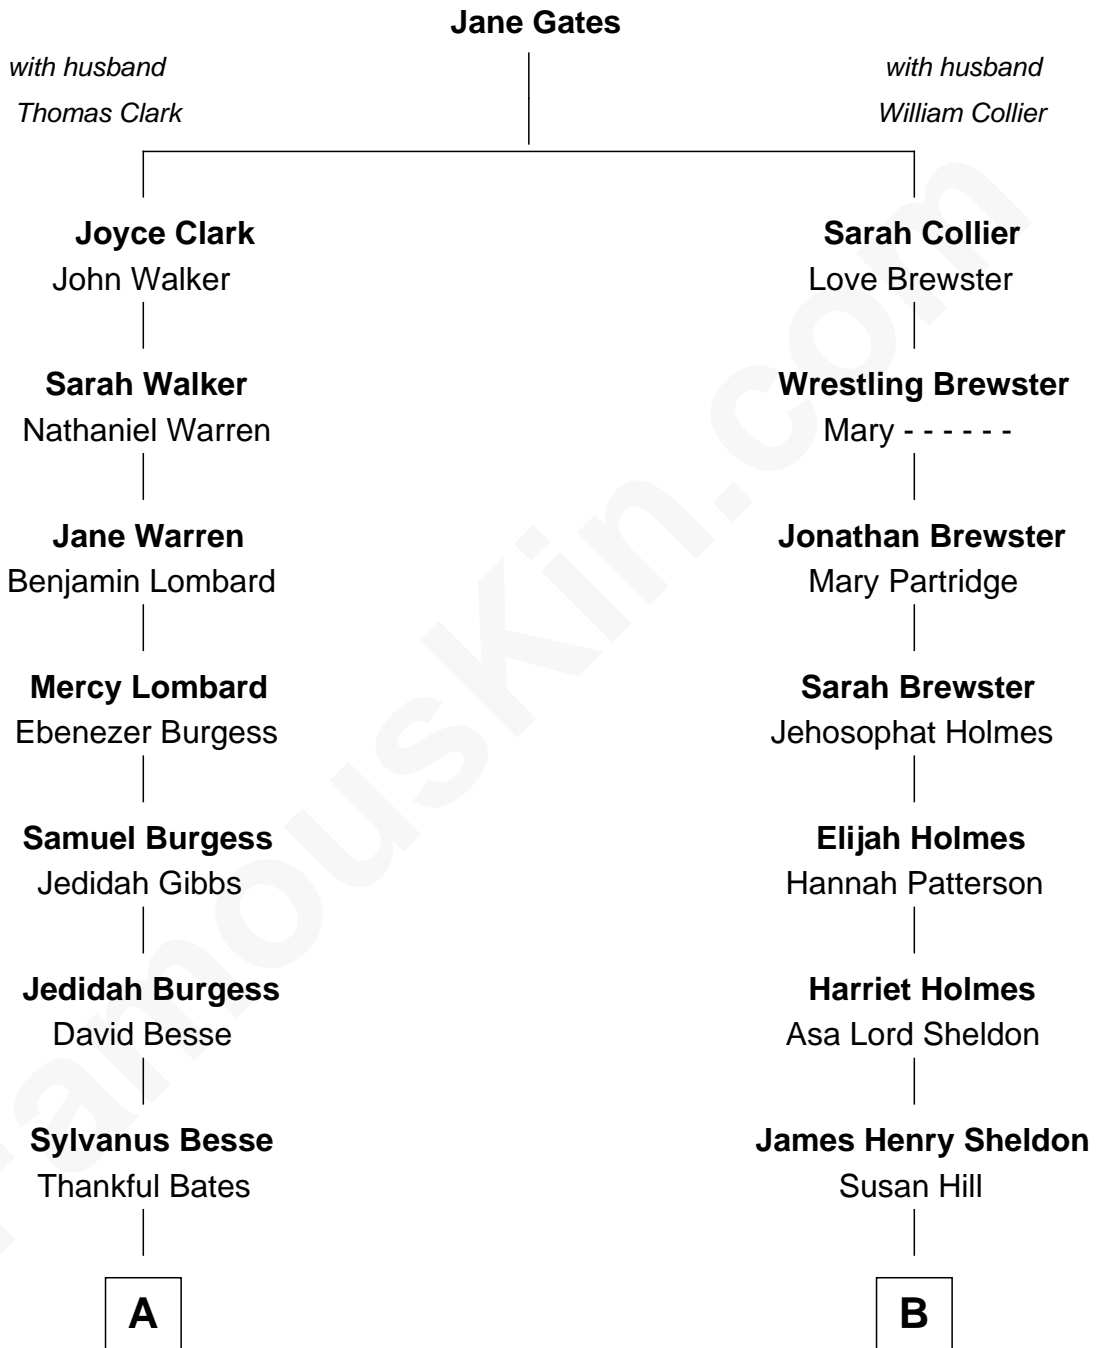 Jane Gates
with husband
Thomas Clark
with husband
William Collier
Joyce Clark
John Walker
Sarah Collier
Love Brewster
Sarah Walker
Nathaniel Warren
Wrestling Brewster
Mary - - - - - -
Jane Warren
Benjamin Lombard
Jonathan Brewster
Mary Partridge
Mercy Lombard
Ebenezer Burgess
Sarah Brewster
Jehosophat Holmes
Samuel Burgess
Jedidah Gibbs
Elijah Holmes
Hannah Patterson
Jedidah Burgess
David Besse
Harriet Holmes
Asa Lord Sheldon
Sylvanus Besse
Thankful Bates
James Henry Sheldon
Susan Hill
A
B
FamousKin.com